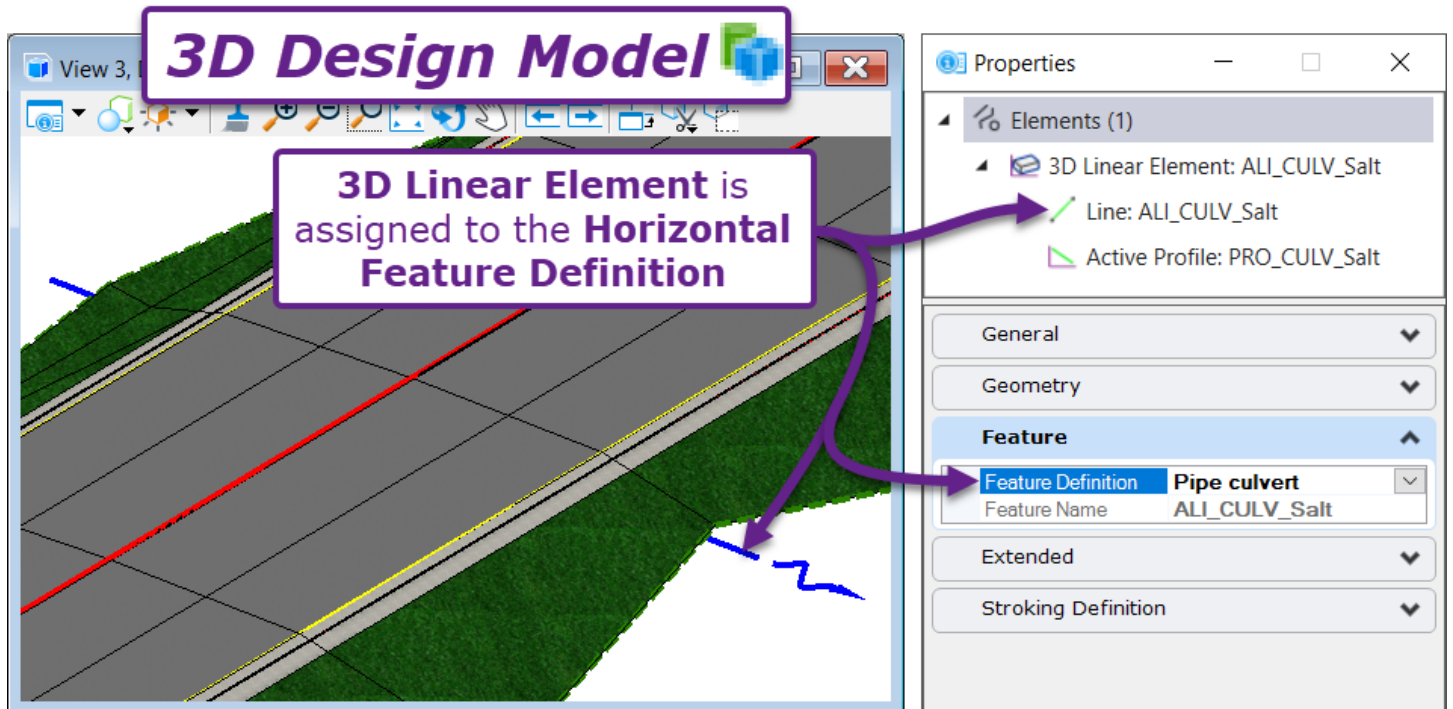 3D Design Model
View 3,
3D Linear Element is
assigned to the Horizontal
Feature Definition
Properties
Elements (1)
3D Linear Element: ALI_CULV_Salt
Line: ALI_CULV_Salt
Active Profile: PRO_CULV_Salt
General
Geometry
Feature
Feature Definition Pipe culvert
Feature Name ALI_CULV_Salt
Extended
Stroking Definition